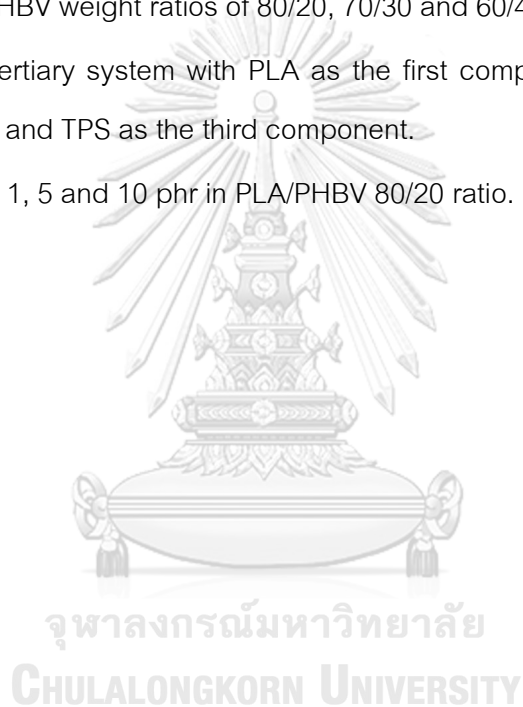 HBV weight ratios of 80/20, 70/30 and 60/4
ertiary system with PLA as the first comp
and TPS as the third component.
1, 5 and 10 phr in PLA/PHBV 80/20 ratio.
จุฬาลงกรณ์มหาวิทยาลัย
CHULALONGKORN UNIVERSITY